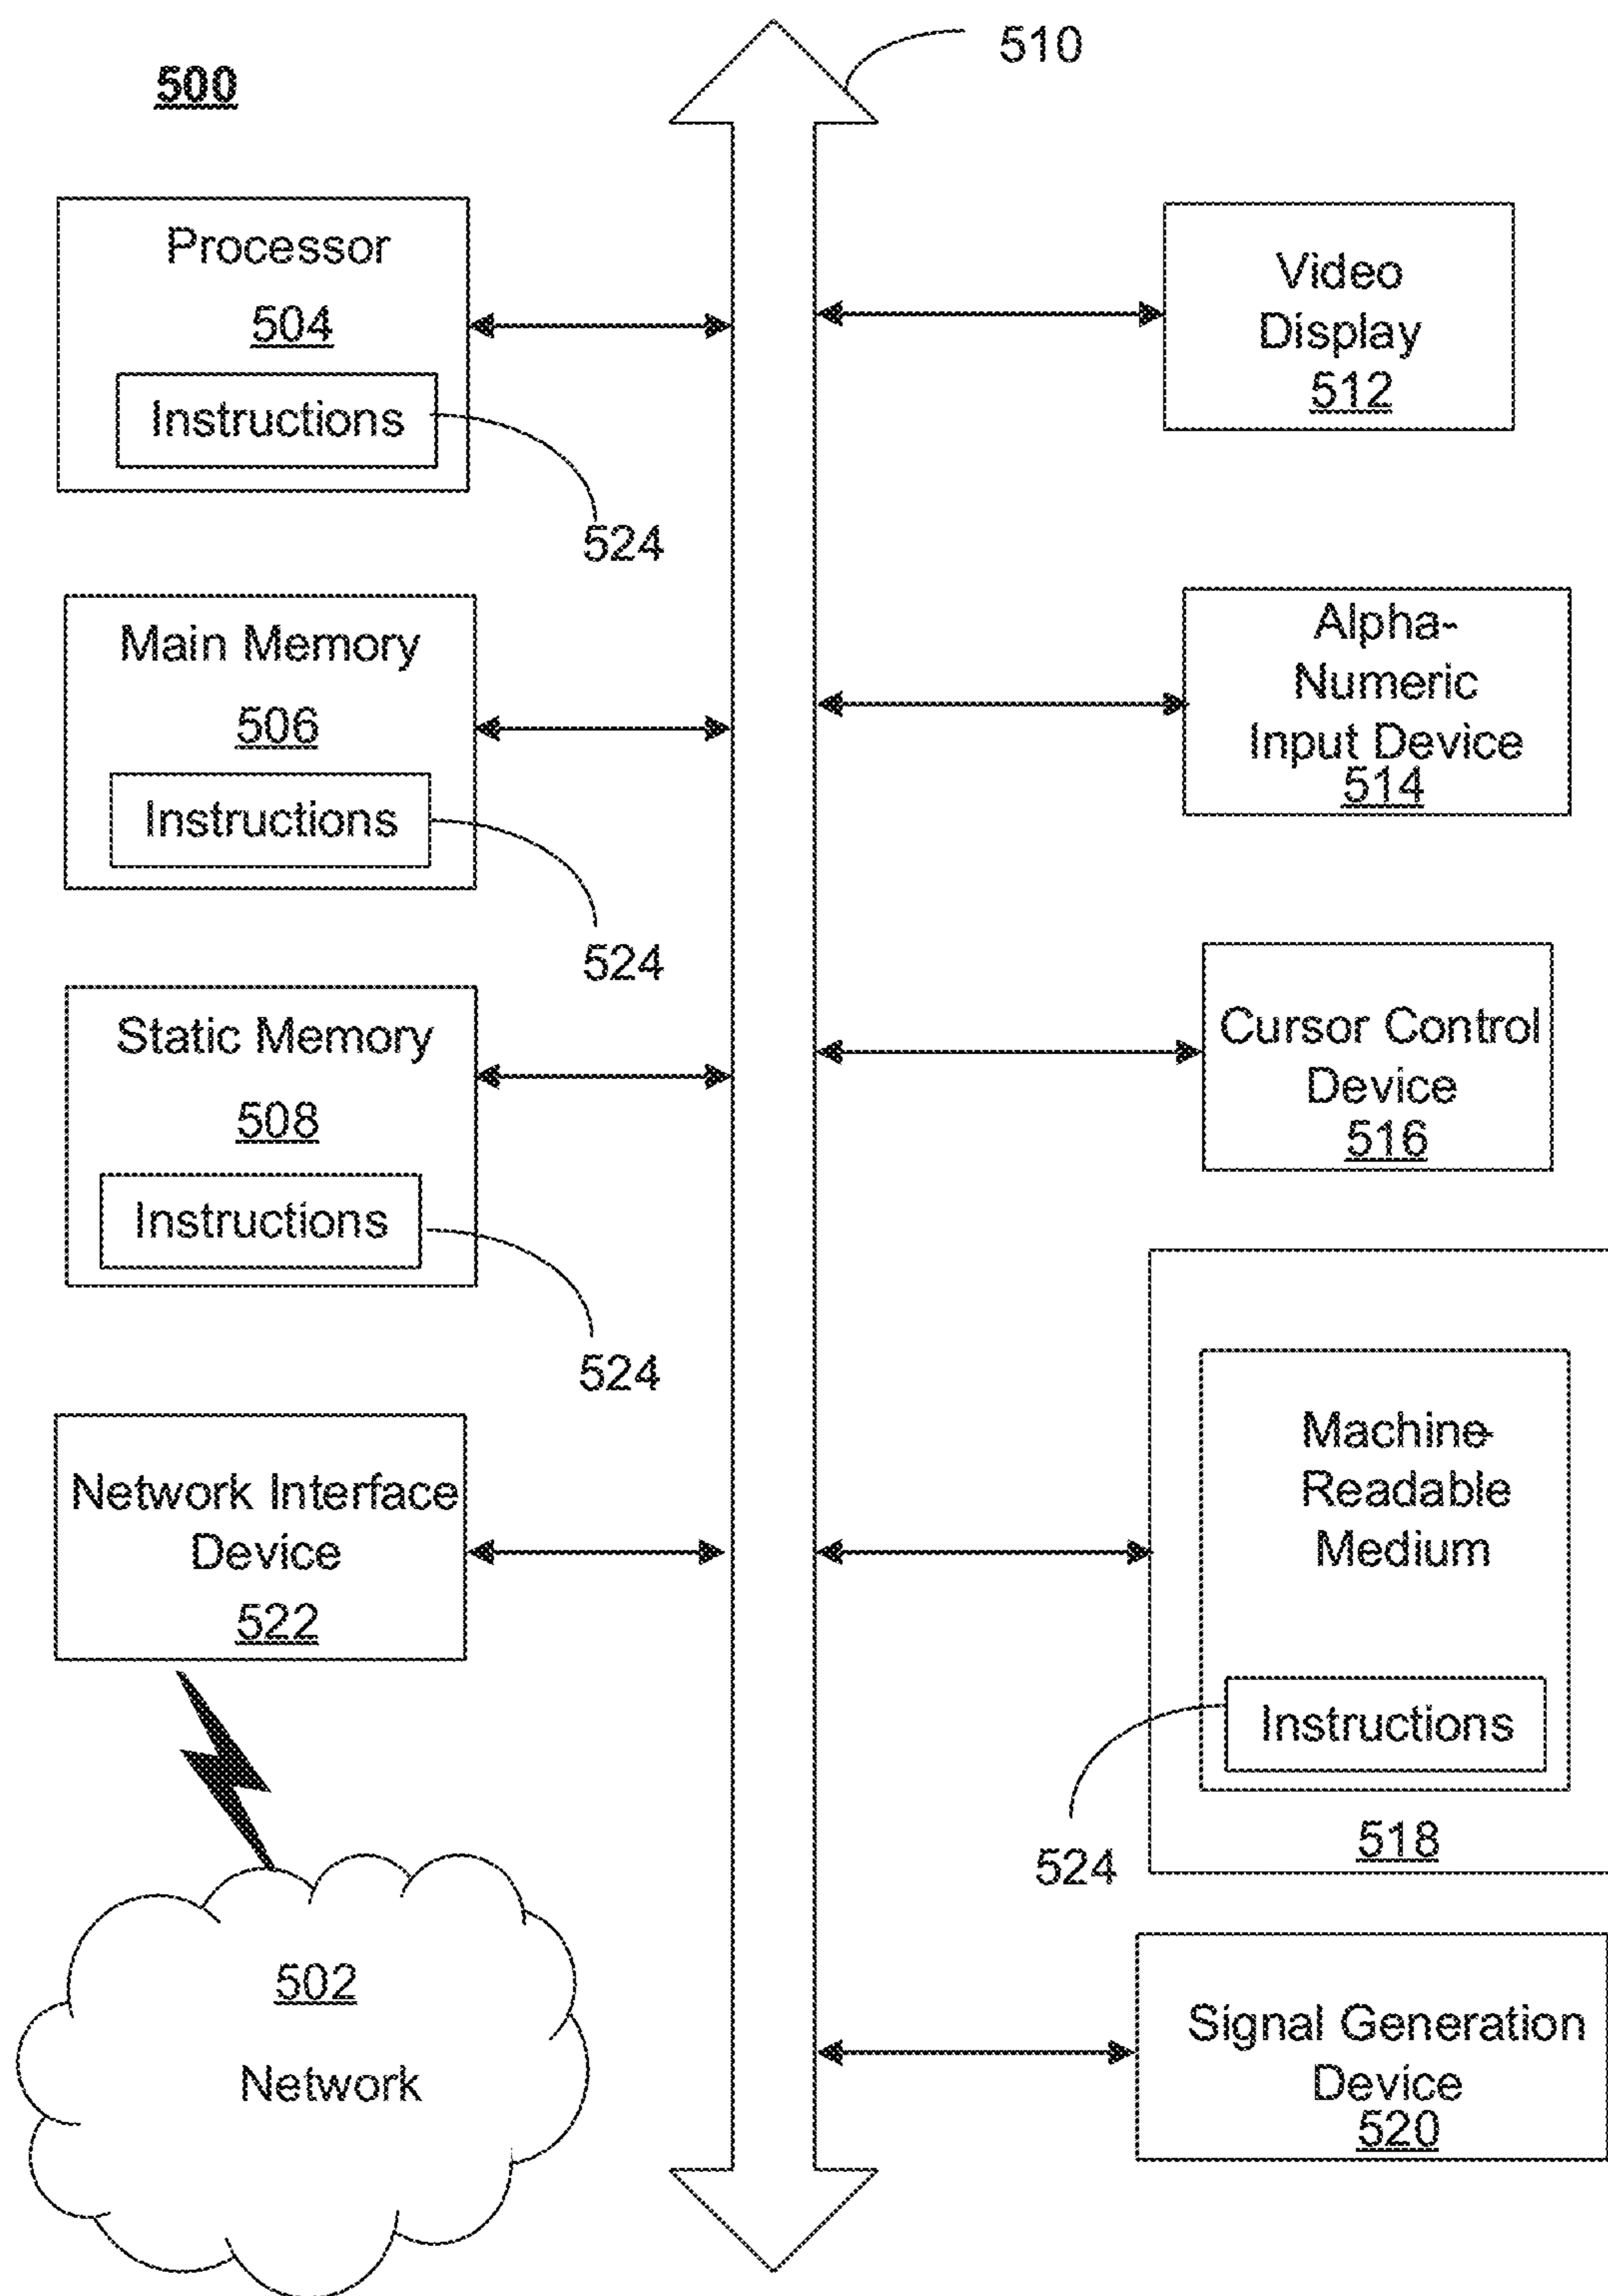 500
510
Processor
504
Instructions
524
Main Memory
506
Instructions
524
Static Memory
508
Instructions
524
Network Interface
Device
522
502
Network
Video
Display
512
Alpha-
Numeric
Input Device
514
Cursor Control
Device
516
Machine-
Readable
Medium
Instructions
524
518
Signal Generation
Device
520